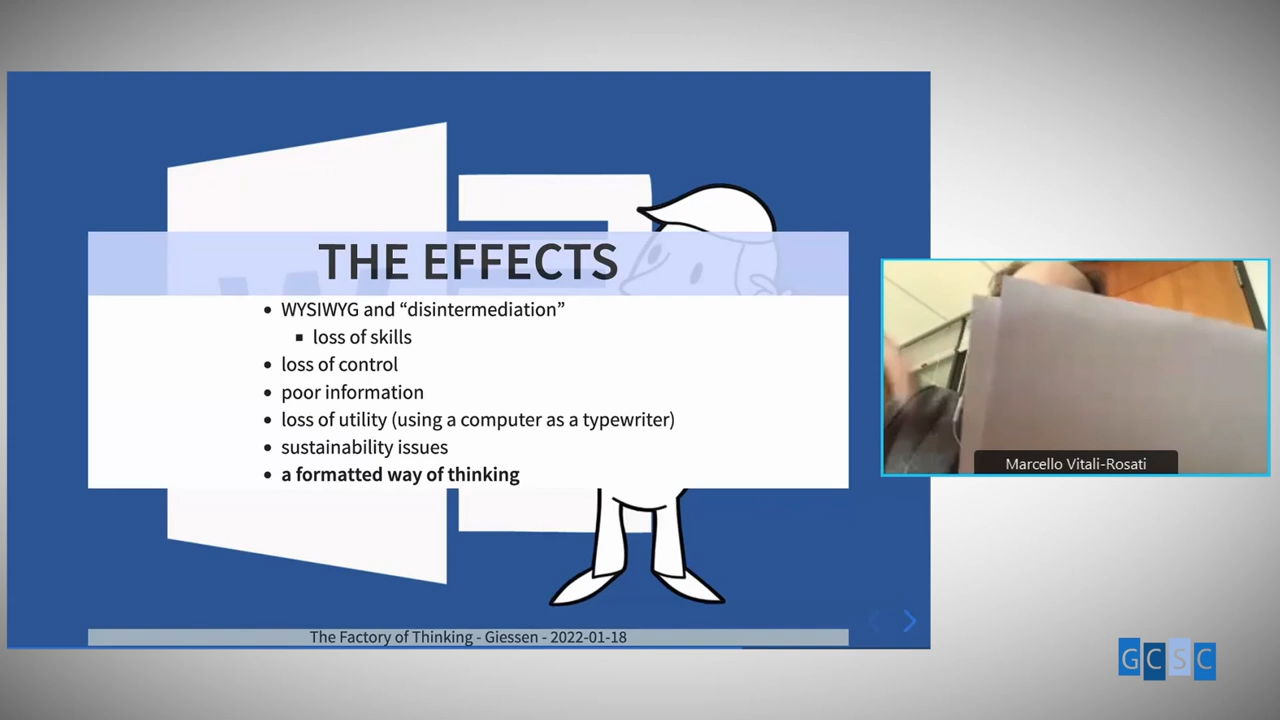 THE EFFECTS
• WYSIWYG and “disintermediation”
▪ loss of skills
• loss of control
• poor information
• loss of utility (using a computer as a typewriter)
• sustainability issues
• a formatted way of thinking
The Factory of Thinking - Giessen - 2022-01-18
Marcello Vitali-Rosati
GCSC